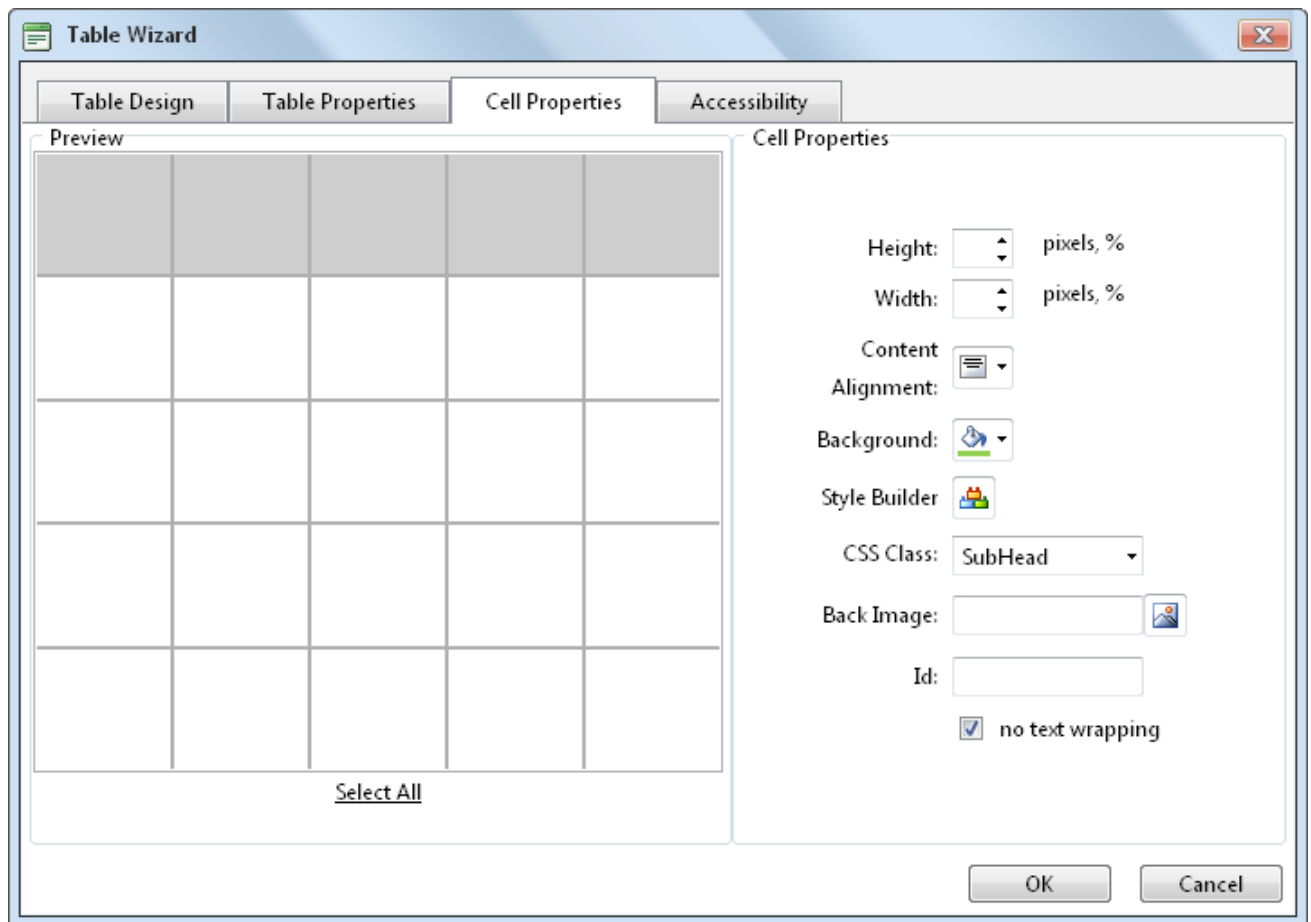 Table Wizard
Table Design
Table Properties
Cell Properties
Accessibility
Preview
Select All
Cell Properties
Height:
pixels, %
Width:
pixels, %
Content
Alignment:
Background:
Style Builder
CSS Class:
SubHead
Back Image:
Id:
no text wrapping
OK
Cancel